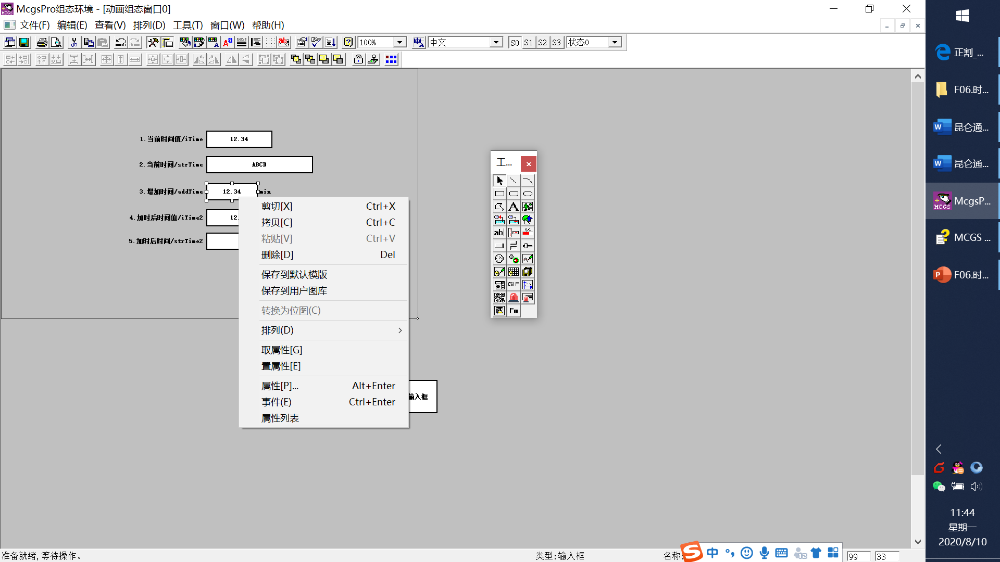 McgsPro组态环境 - [动画组态窗口0]
文件(F) 编辑(E) 查看(V) 排列(D) 工具(T) 窗口(W) 帮助(H)
100% 中文 S0 S1 S2 S3 状态0
1.当前时间值/iTime 12.34
2.当前时间/strTime ABCD
3.增加时间/addTime 12.34 min
4.加时后时间值/iTime2 12.
5.加时后时间/strTime2
剪切[X] Ctrl+X
拷贝[C] Ctrl+C
粘贴[V] Ctrl+V
删除[D] Del
保存到默认模版
保存到用户图库
转换为位图(C)
排列(D)
取属性[G]
置属性[E]
属性[P]... Alt+Enter
事件(E) Ctrl+Enter
属性列表
输入框
工...
A
ab|
GIF
Fn
正割_...
F06.时...
昆仑通...
昆仑通...
McgsP...
MCGS ...
F06.时...
11:44
星期一
2020/8/10
准备就绪,等待操作。
类型:输入框
名称:
中
99 33